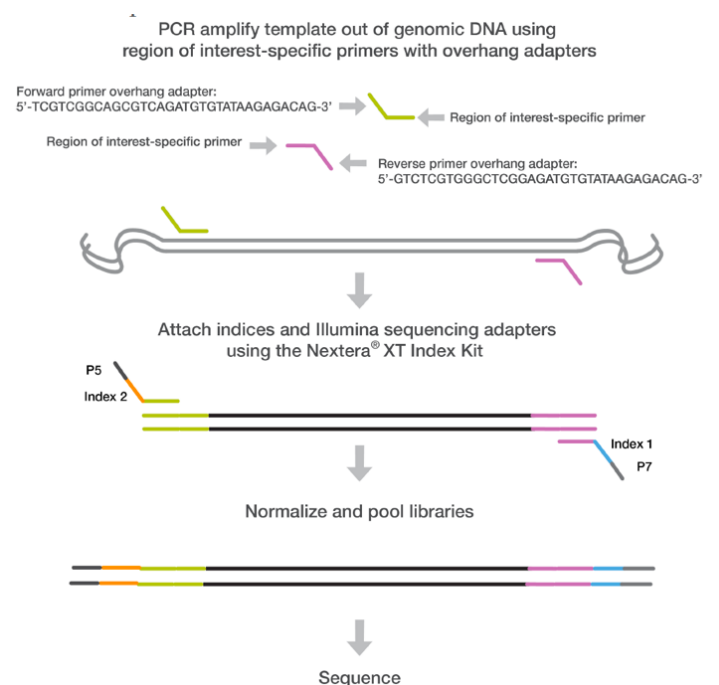 PCR amplify template out of genomic DNA using
region of interest-specific primers with overhang adapters
Forward primer overhang adapter:
5'-TCGTCGGCAGCGTCAGATGTGTATAAGAGACAG-3'
Region of interest-specific primer
Region of interest-specific primer
Reverse primer overhang adapter:
5'-GTCTCGTGGGCTCGGAGATGTGTATAAGAGACAG-3'
Attach indices and Illumina sequencing adapters
using the Nextera® XT Index Kit
P5
Index 2
Index 1
P7
Normalize and pool libraries
Sequence